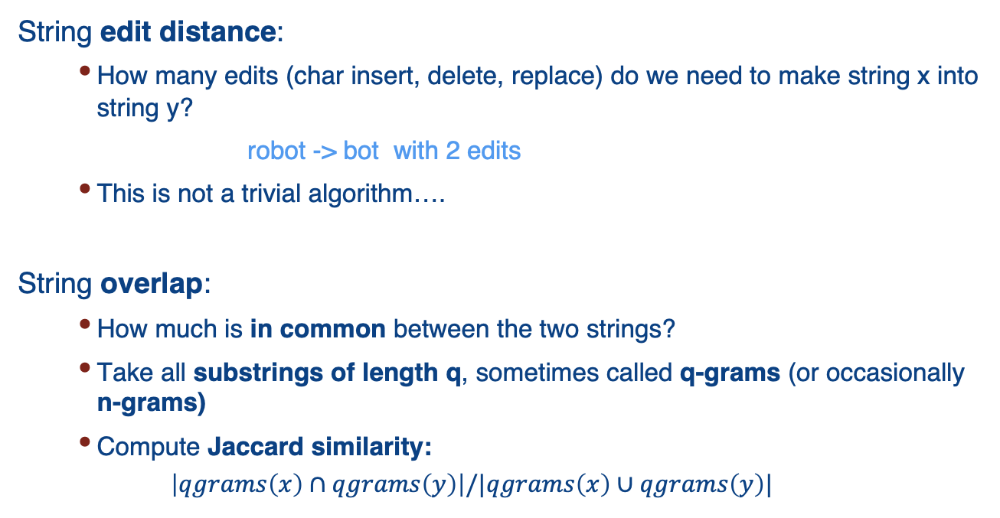 String edit distance:
• How many edits (char insert, delete, replace) do we need to make string x into
string y?
robot -> bot with 2 edits
• This is not a trivial algorithm….
String overlap:
• How much is in common between the two strings?
• Take all substrings of length q, sometimes called q-grams (or occasionally
n-grams)
• Compute Jaccard similarity:
|qgrams(x) ∩ qgrams(y)|/|qgrams(x) ∪ qgrams(y)|